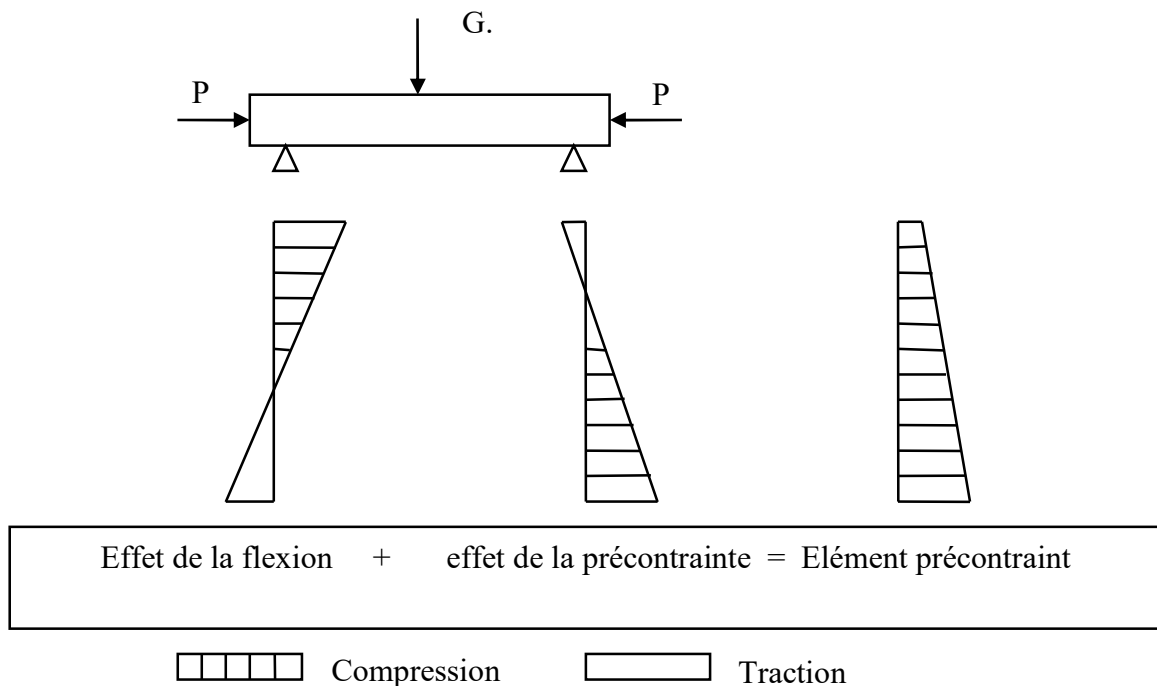 G.
P
P
Effet de la flexion + effet de la précontrainte = Elément précontraint
Compression
Traction